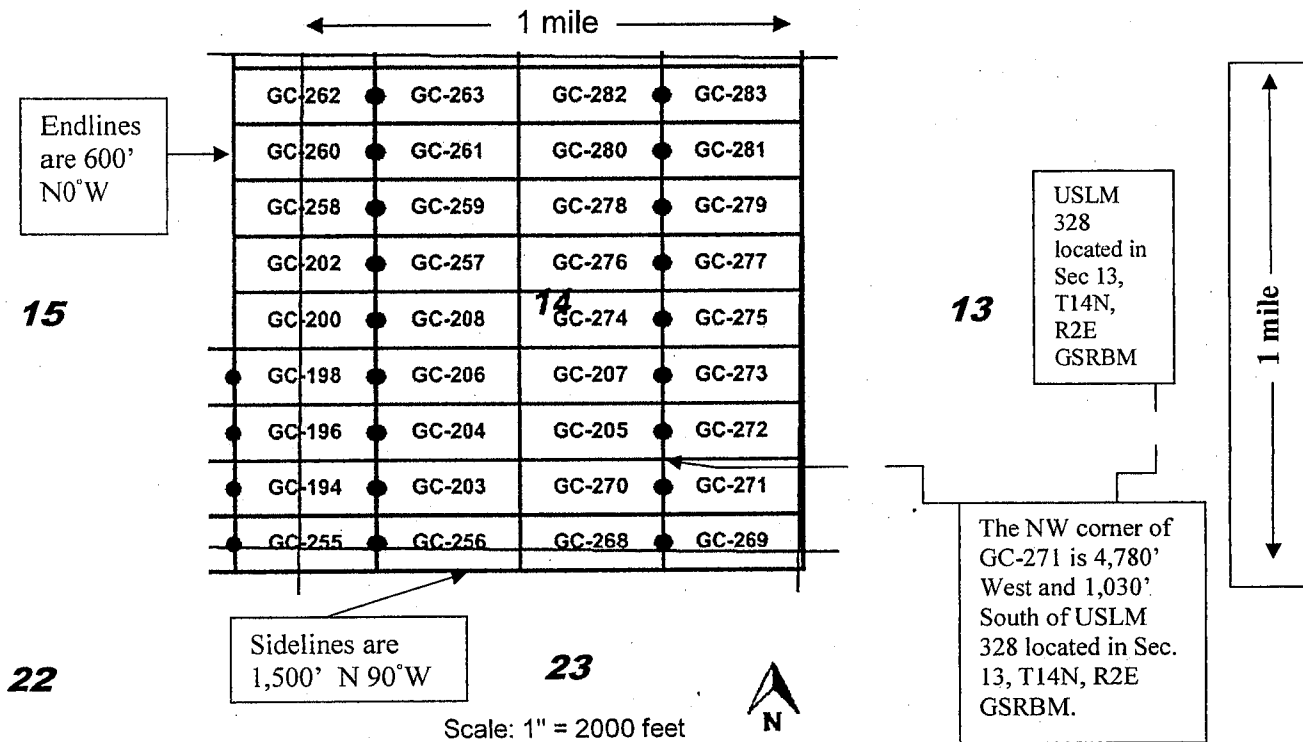 1 mile
GC-262 GC-263 GC-282 GC-283
Endlines
are 600'
N0°W
GC-260 GC-261 GC-280 GC-281
GC-258 GC-259 GC-278 GC-279
GC-202 GC-257 GC-276 GC-277
15
GC-200 GC-208 14 GC-274 GC-275
13
GC-198 GC-206 GC-207 GC-273
GC-196 GC-204 GC-205 GC-272
GC-194 GC-203 GC-270 GC-271
GC-255 GC-256 GC-268 GC-269
USLM
328
located in
Sec 13,
T14N,
R2E
GSRBM
1 mile
The NW corner of
GC-271 is 4,780'
West and 1,030'
South of USLM
328 located in Sec.
13, T14N, R2E
GSRBM.
Sidelines are
1,500' N 90°W
22
23
Scale: 1" = 2000 feet
N